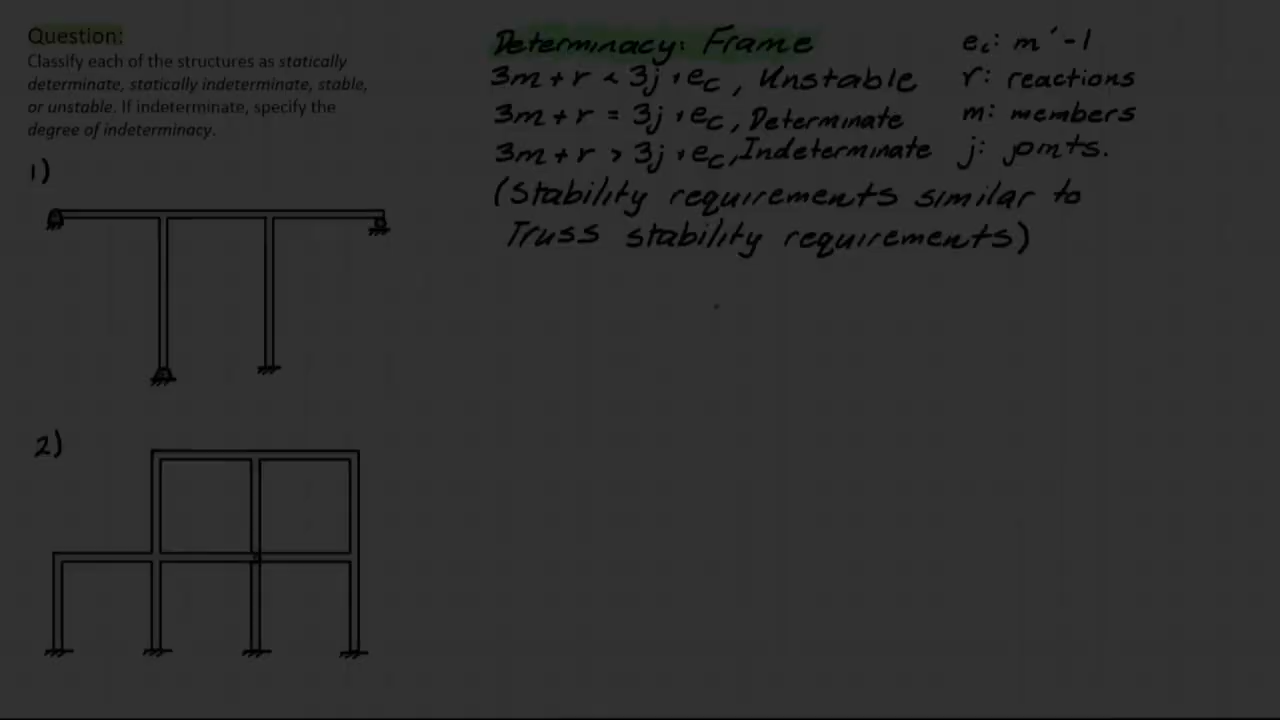 Question:
Classify each of the structures as statically
determinate, statically indeterminate, stable,
or unstable. If indeterminate, specify the
degree of indeterminacy.
1)
2)
Determinacy: Frame
3m + r < 3j + ec, Unstable
3m + r = 3j + ec, Determinate
3m + r > 3j + ec, Indeterminate
(Stability requirements similar to
Truss stability requirements)
ec: m' -1
r: reactions
m: members
j: joints.